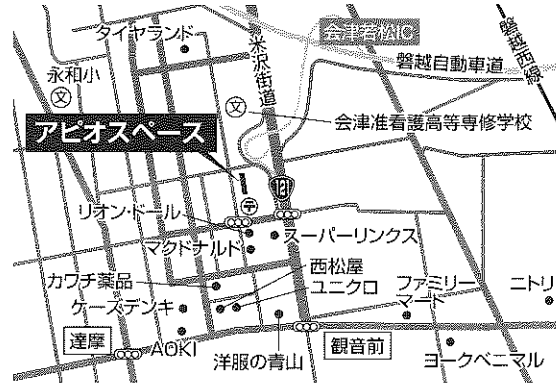 会津若松IC
タイヤランド
米沢街道
磐越自動車道
磐越西線
永和小
文
文
会津准看護高等専修学校
アピオスペース
121
リオン・ドール
〒
マクドナルド
スーパーリンクス
カワチ薬品
西松屋
ユニクロ
ファミリー
マート
ニトリ
ケーズデンキ
達摩
AOKI
洋服の青山
観音前
ヨークベニマル